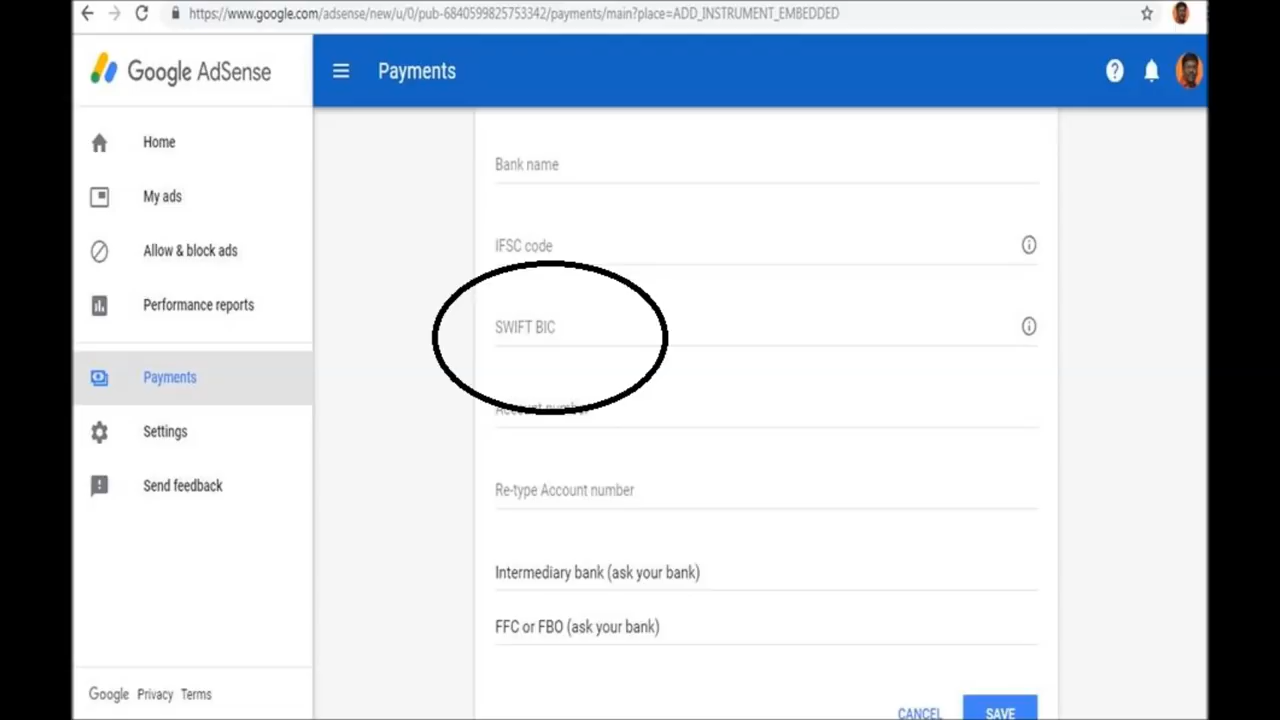 https://www.google.com/adsense/new/u/0/pub-6840599825753342/payments/main?place=ADD_INSTRUMENT_EMBEDDED
Google AdSense
Payments
Home
My ads
Allow & block ads
Performance reports
Payments
Settings
Send feedback
Google Privacy Terms
Bank name
IFSC code
SWIFT BIC
Account number
Re-type Account number
Intermediary bank (ask your bank)
FFC or FBO (ask your bank)
CANCEL SAVE